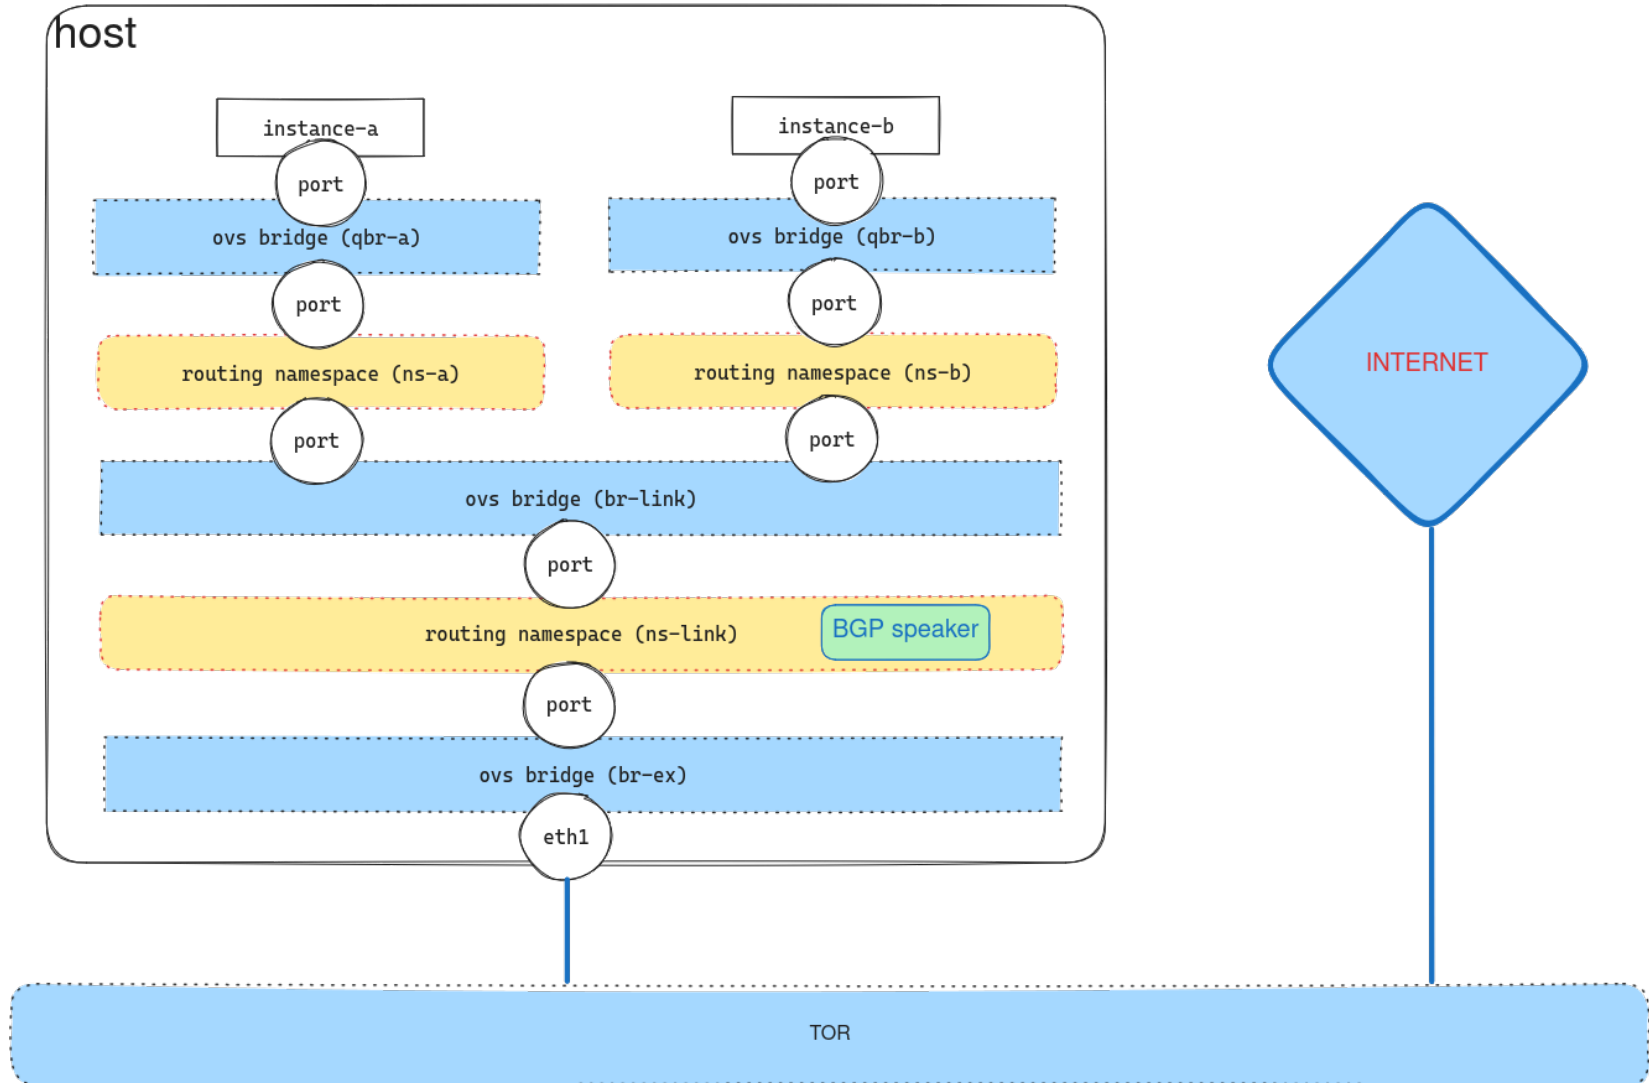 host
instance-a
instance-b
port
port
ovs bridge (qbr-a)
ovs bridge (qbr-b)
port
port
INTERNET
routing namespace (ns-a)
routing namespace (ns-b)
port
port
ovs bridge (br-link)
port
routing namespace (ns-link)
BGP speaker
port
ovs bridge (br-ex)
eth1
TOR